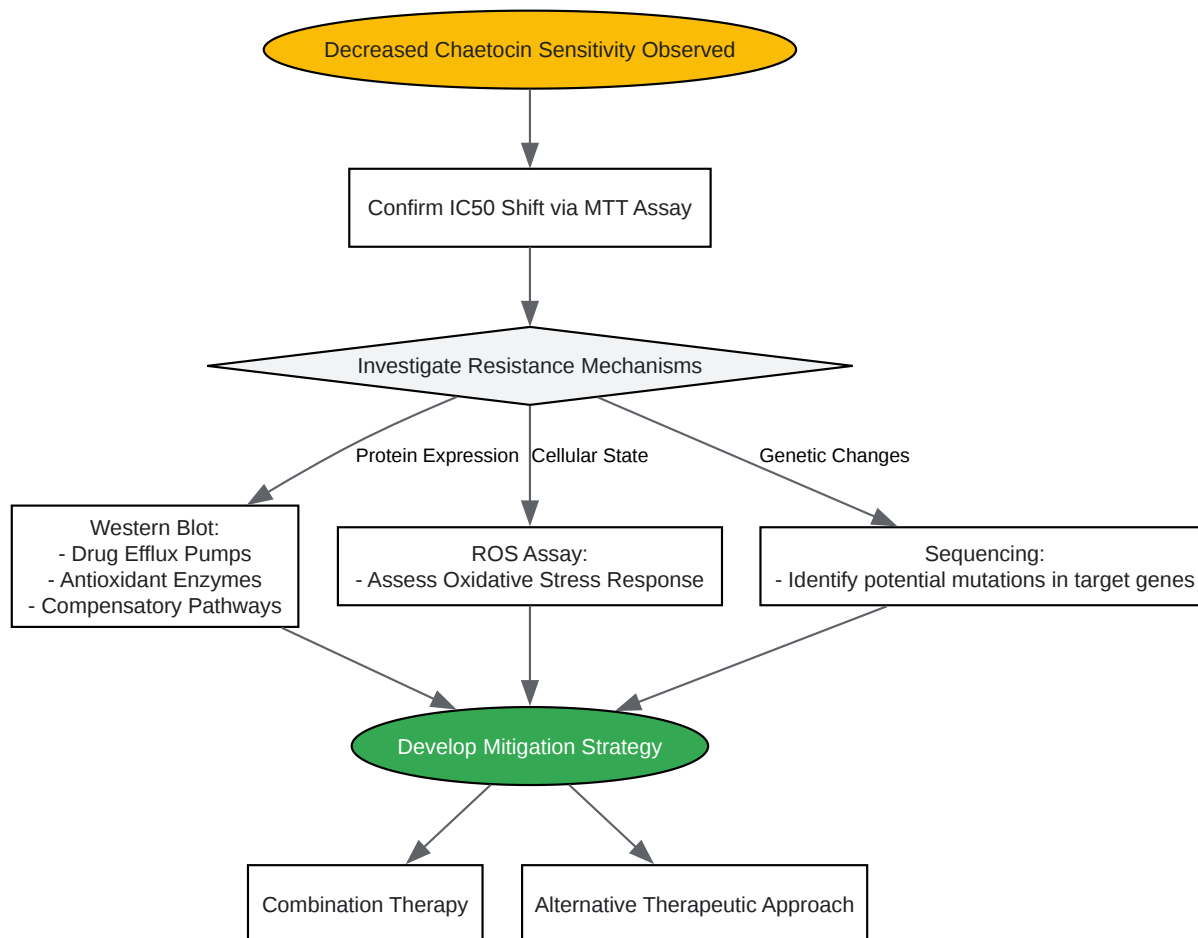 Decreased Chaetocin Sensitivity Observed
Confirm IC50 Shift via MTT Assay
Investigate Resistance Mechanisms
Protein Expression
Cellular State
Genetic Changes
Western Blot:
- Drug Efflux Pumps
- Antioxidant Enzymes
- Compensatory Pathways
ROS Assay:
- Assess Oxidative Stress Response
Sequencing:
- Identify potential mutations in target genes
Develop Mitigation Strategy
Combination Therapy
Alternative Therapeutic Approach